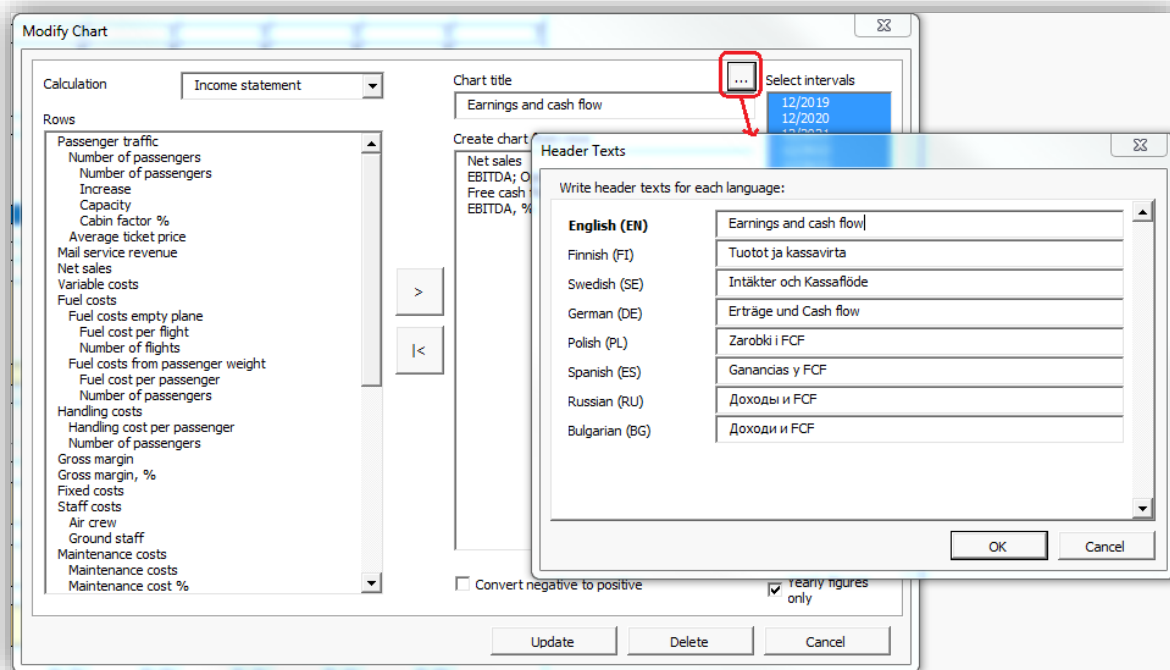 Modify Chart
Calculation
Income statement
Rows
Passenger traffic
Number of passengers
Number of passengers
Increase
Capacity
Cabin factor %
Average ticket price
Mail service revenue
Net sales
Variable costs
Fuel costs
Fuel costs empty plane
Fuel cost per flight
Number of flights
Fuel costs from passenger weight
Fuel cost per passenger
Number of passengers
Handling costs
Handling cost per passenger
Number of passengers
Gross margin
Gross margin, %
Fixed costs
Staff costs
Air crew
Ground staff
Maintenance costs
Maintenance costs
Maintenance cost %
>
|<
Chart title
...
Earnings and cash flow
Create chart
Net sales
EBITDA;
Free cash
EBITDA, %
Convert negative to positive
Select intervals
12/2019
12/2020
12/2021
Yearly figures
only
Update
Delete
Cancel
Header Texts
Write header texts for each language:
English (EN) Earnings and cash flow
Finnish (FI) Tuotot ja kassavirta
Swedish (SE) Intäkter och Kassaflöde
German (DE) Erträge und Cash flow
Polish (PL) Zarobki i FCF
Spanish (ES) Ganancias y FCF
Russian (RU) Доходы и FCF
Bulgarian (BG) Доходи и FCF
OK
Cancel